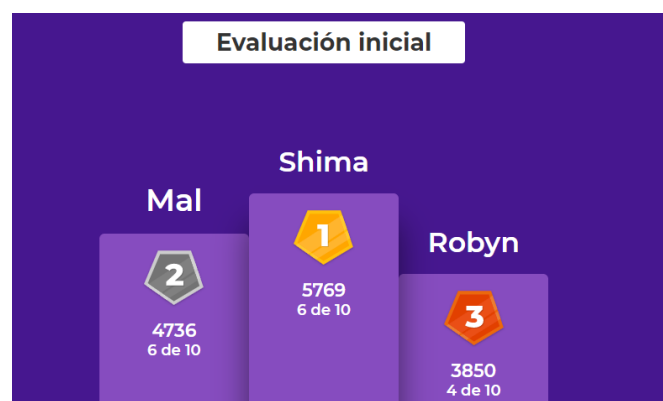 Evaluación inicial
Shima
1
5769
6 de 10
Mal
2
4736
6 de 10
Robyn
3
3850
4 de 10